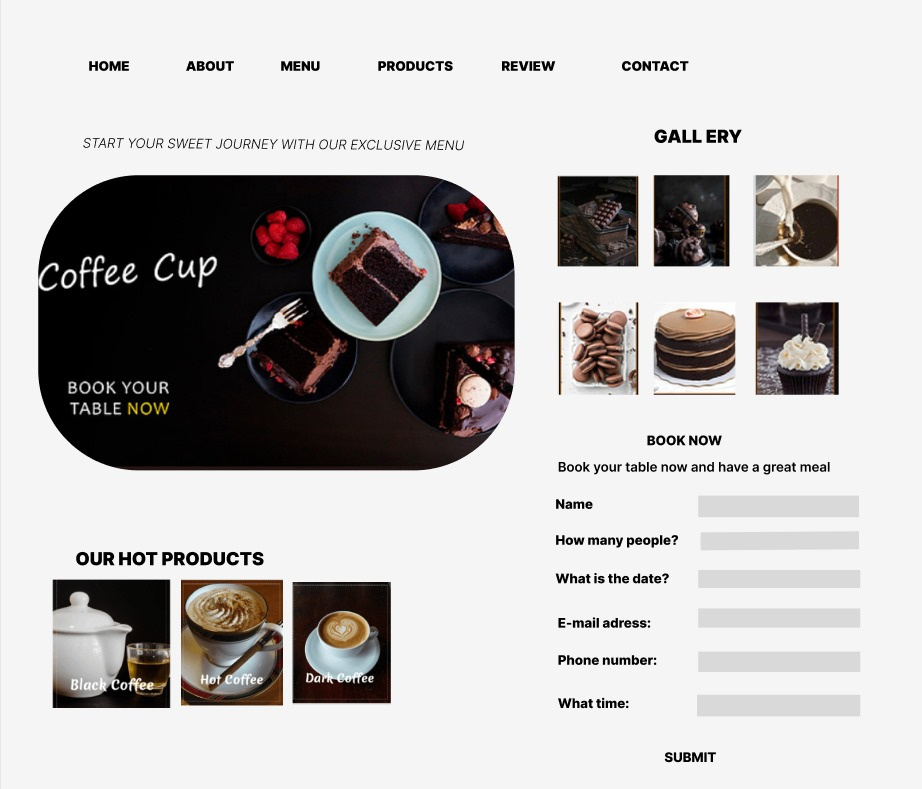 HOME ABOUT MENU PRODUCTS REVIEW CONTACT
START YOUR SWEET JOURNEY WITH OUR EXCLUSIVE MENU
Coffee Cup
BOOK YOUR
TABLE NOW
OUR HOT PRODUCTS
Black Coffee
Hot Coffee
Dark Coffee
GALL ERY
BOOK NOW
Book your table now and have a great meal
Name
How many people?
What is the date?
E-mail adress:
Phone number:
What time:
SUBMIT